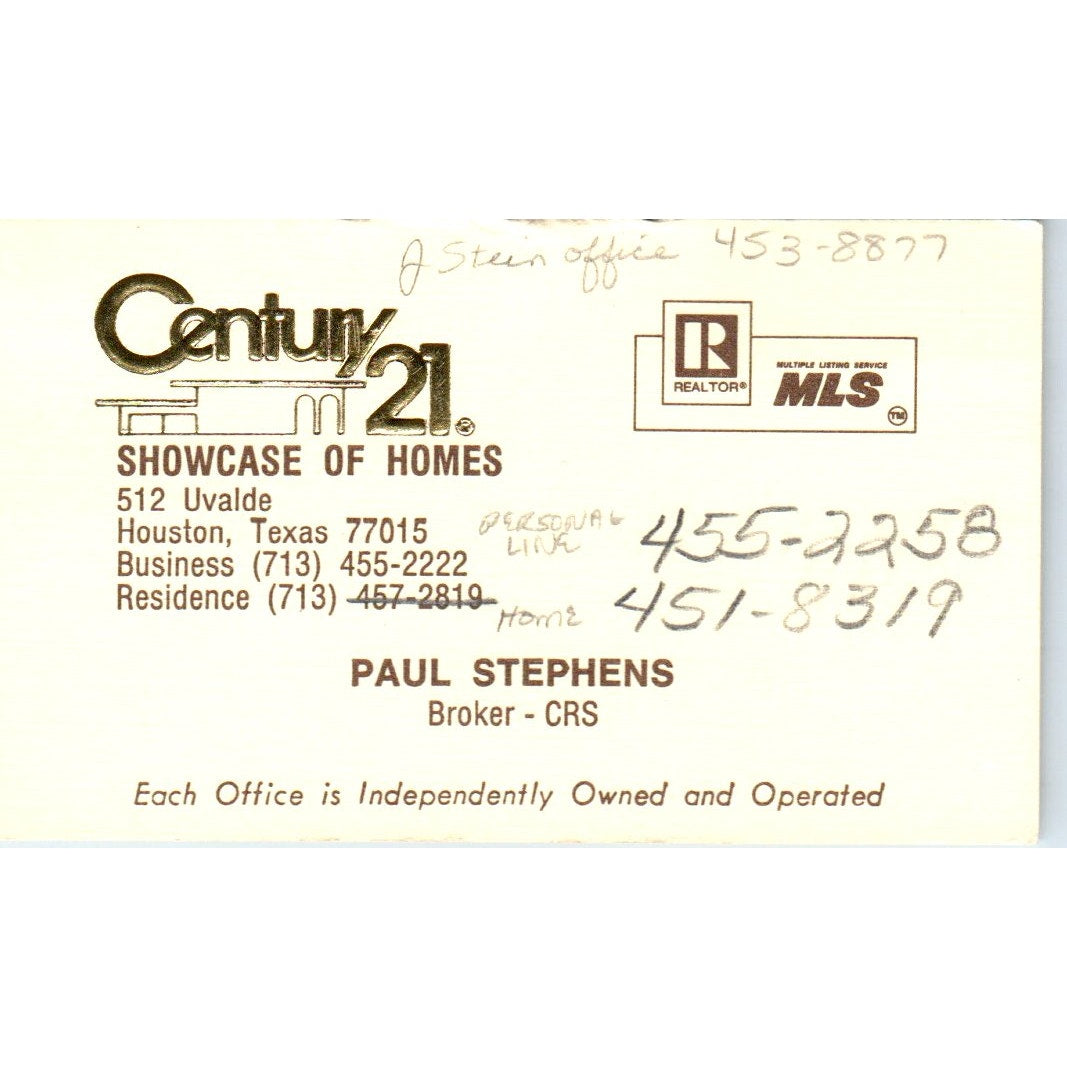 J Stein office 453-8877
Century 21®
REALTOR®
MULTIPLE LISTING SERVICE
MLS
TM
SHOWCASE OF HOMES
512 Uvalde
Houston, Texas 77015
Business (713) 455-2222
PERSONAL LINE 455-2258
Residence (713) 457-2819
Home 451-8319
PAUL STEPHENS
Broker - CRS
Each Office is Independently Owned and Operated